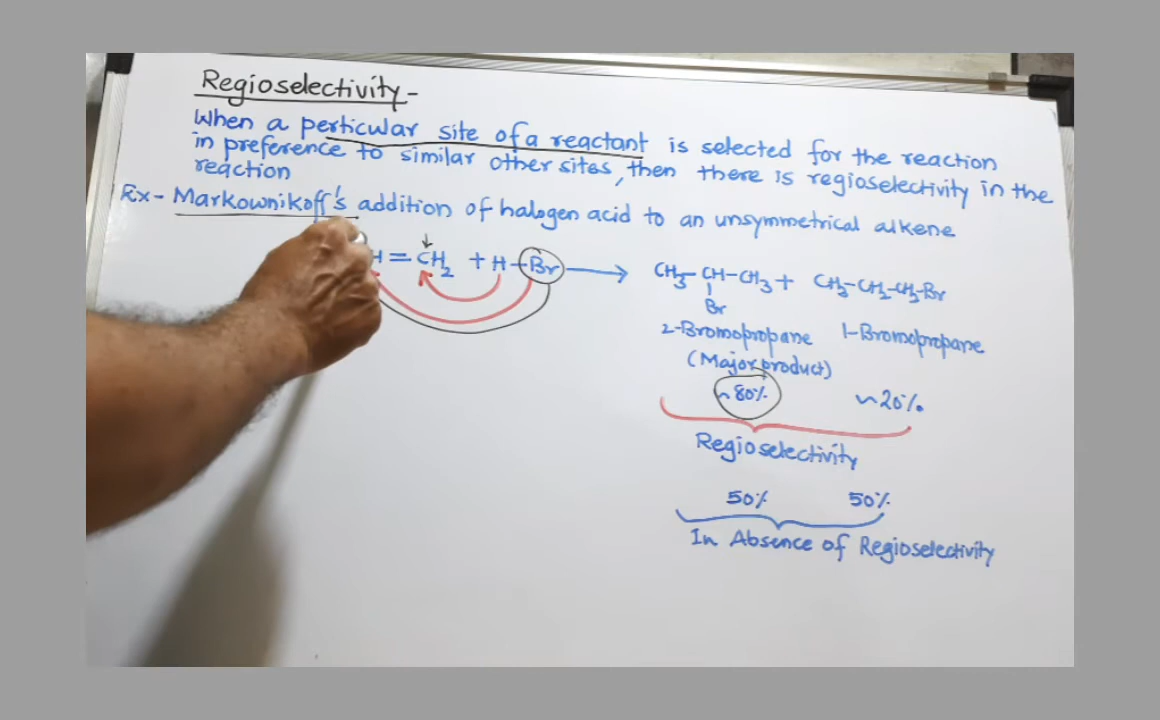 Regioselectivity-
When a perticular site of a reactant is selected for the reaction
in preference to similar other sites, then there is regioselectivity in the
reaction
Ex- Markownikoff's addition of halogen acid to an unsymmetrical alkene
H = CH2 + H-Br → CH3-CH-CH3 + CH3-CH2-CH2-Br
Br
2-Bromopropane 1-Bromopropane
(Major product)
~80% ~20%
Regioselectivity
50% 50%
In Absence of Regioselectivity